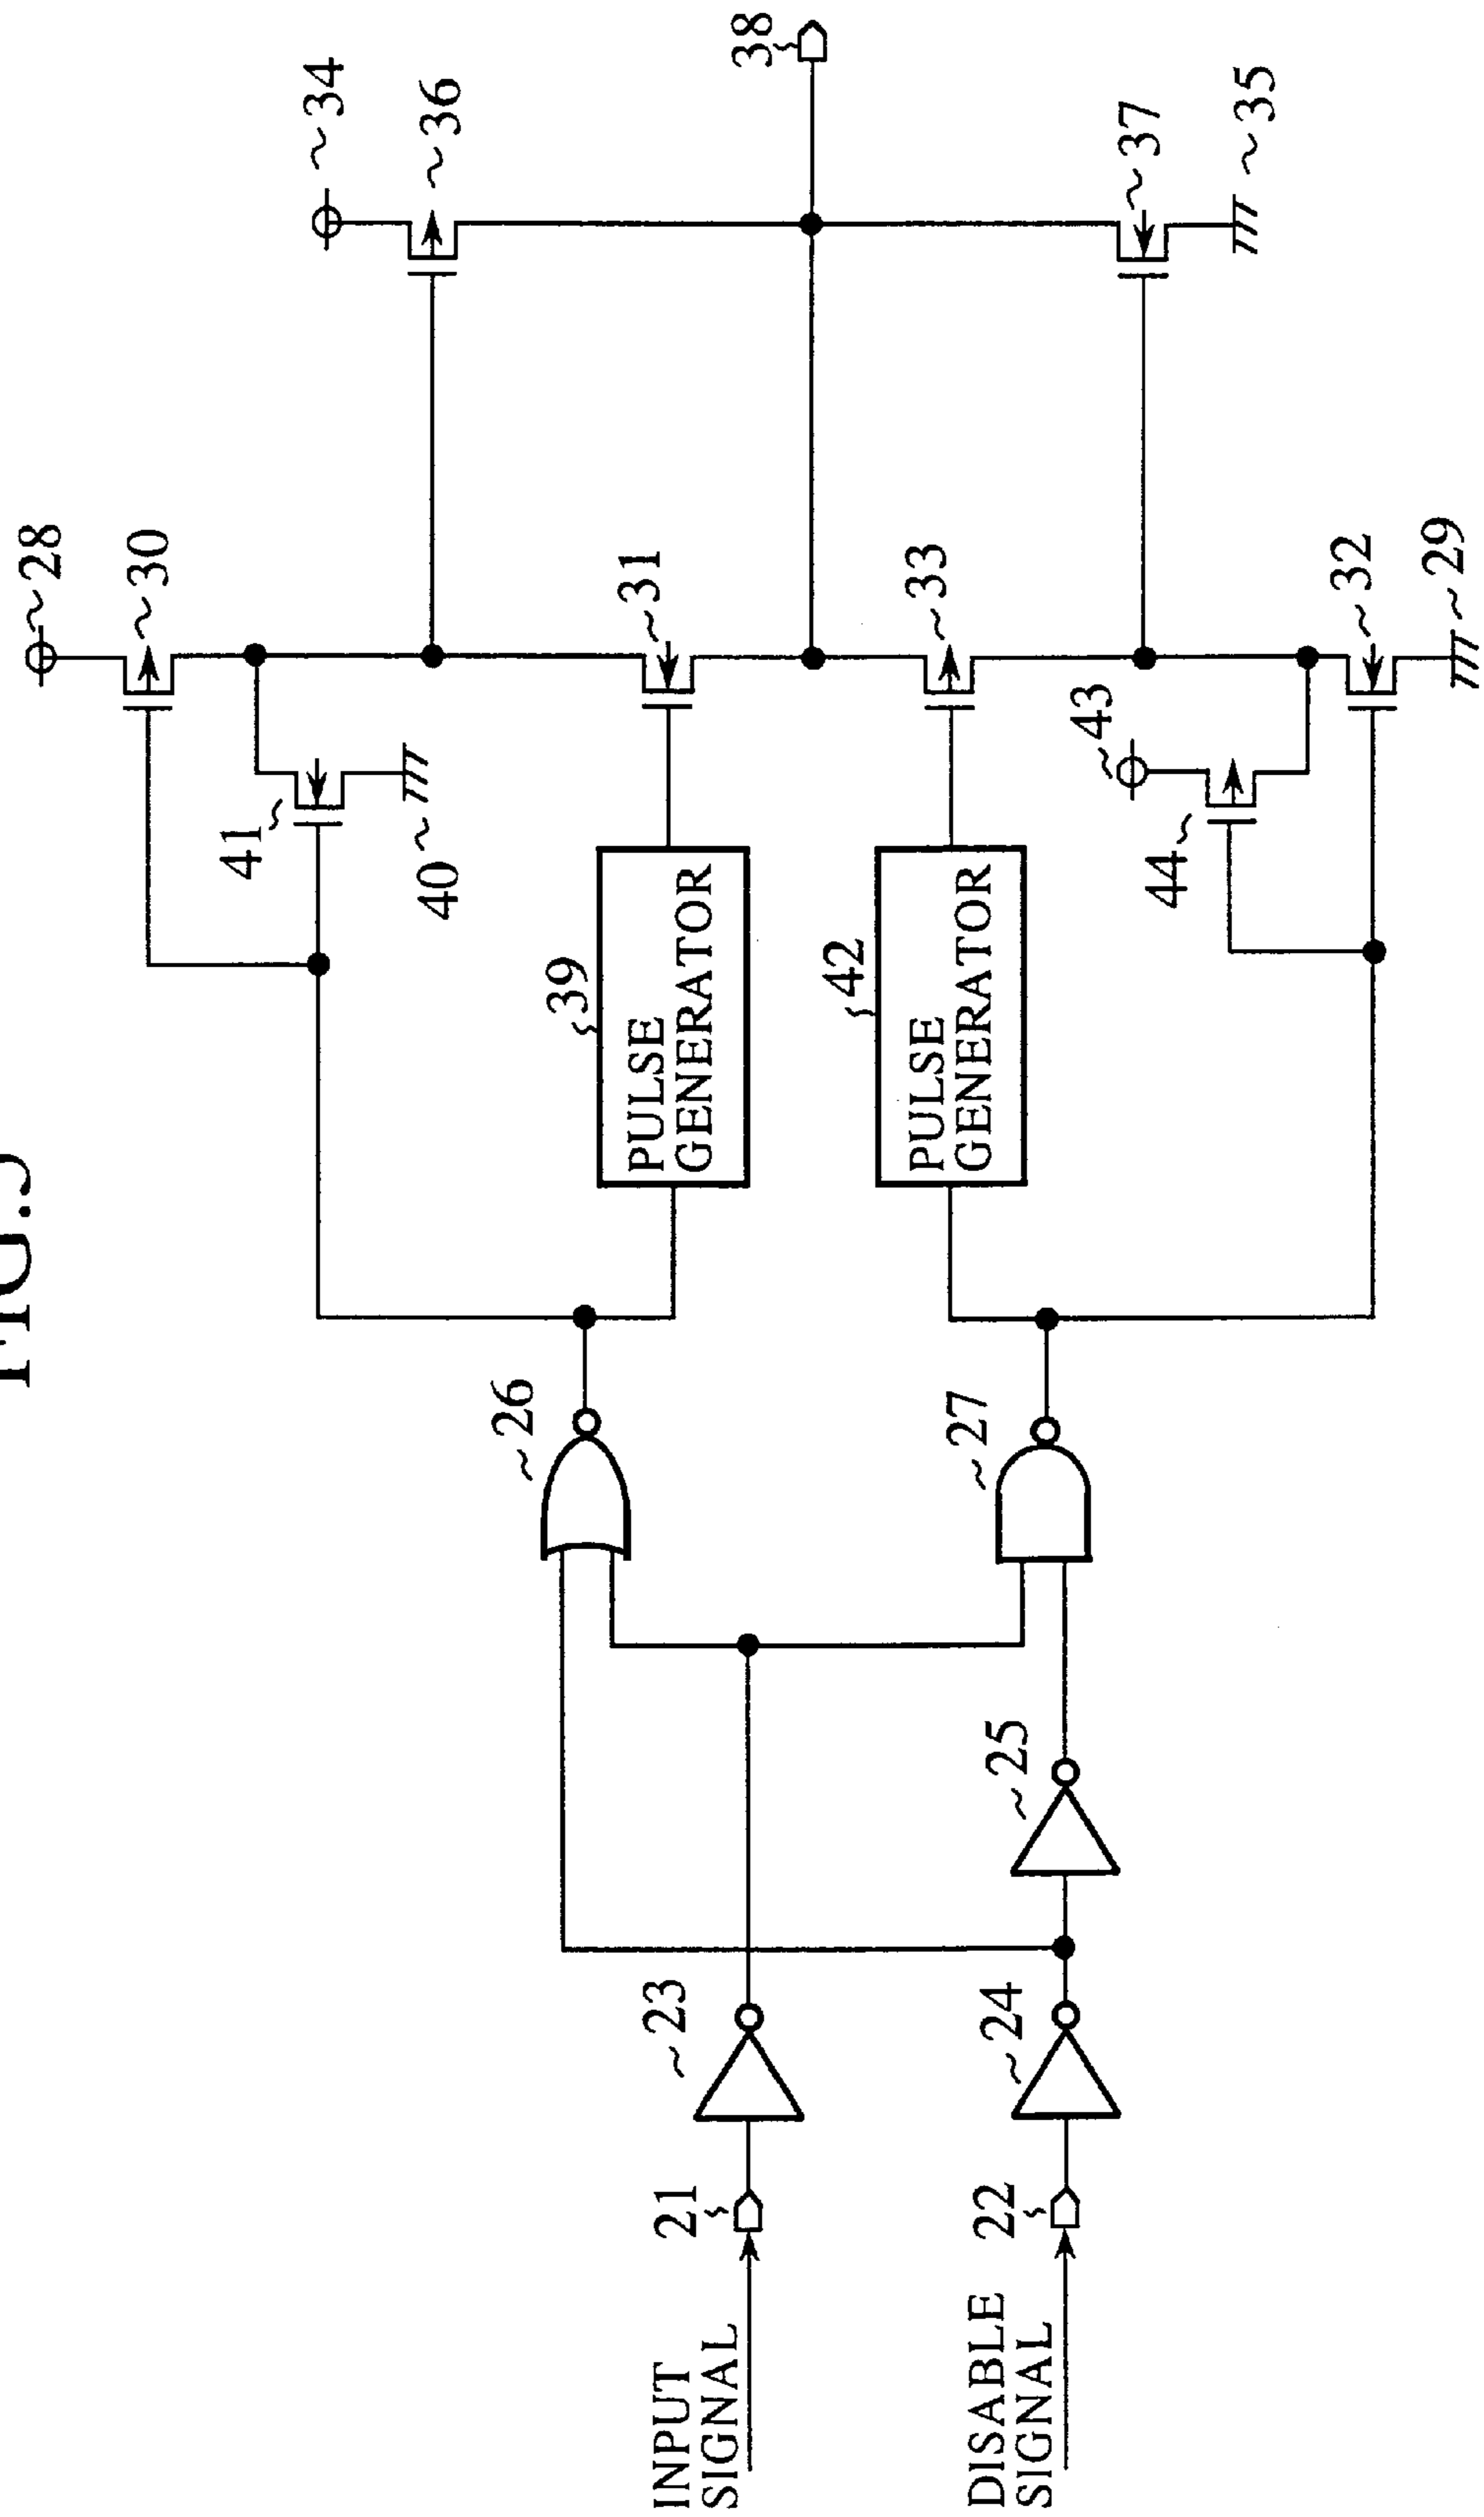 FIG.
28
30
41
34
40
36
26
39
31
INPUT
SIGNAL
21
23
PULSE
GENERATOR
38
42
33
PULSE
GENERATOR
27
DISABLE
SIGNAL
22
24
25
43
37
44
35
32
29